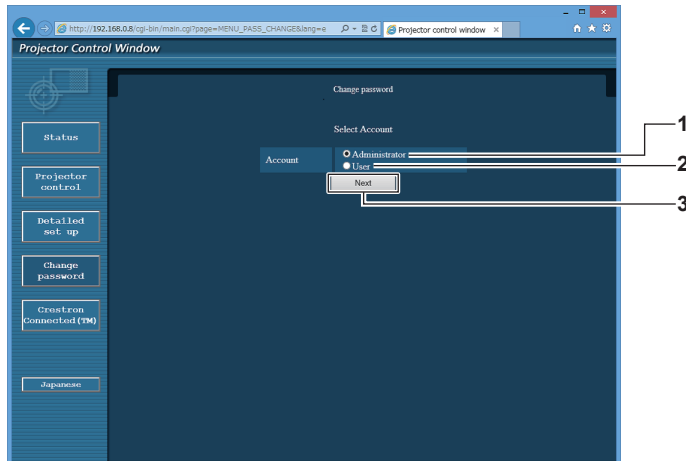 http://192.168.0.8/cgi-bin/main.cgi?page=MENU_PASS_CHANGE&lang=e
Projector control window
Projector Control Window
Change password
Select Account
Account
Administrator
User
Next
Status
Projector
control
Detailed
set up
Change
password
Crestron
Connected(TM)
Japanese
1
2
3